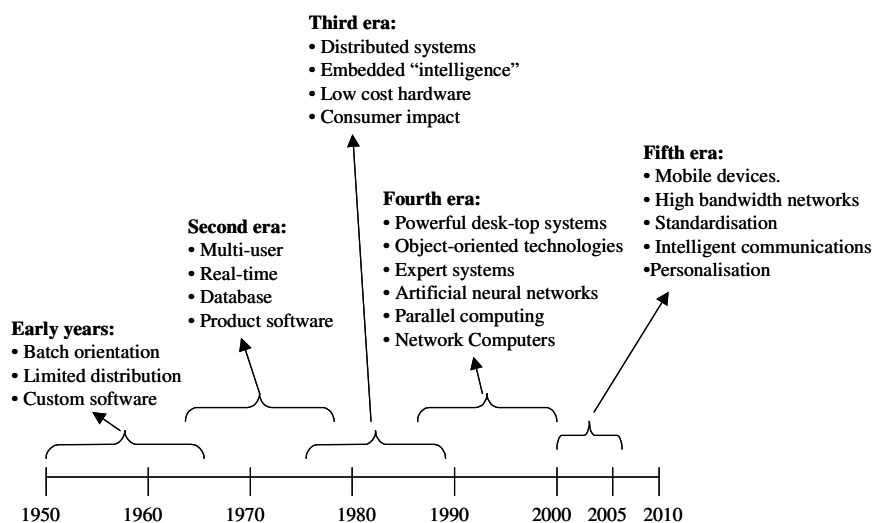 Third era:
• Distributed systems
• Embedded “intelligence”
• Low cost hardware
• Consumer impact
Fifth era:
• Mobile devices.
• High bandwidth networks
• Standardisation
• Intelligent communications
•Personalisation
Fourth era:
• Powerful desk-top systems
• Object-oriented technologies
• Expert systems
• Artificial neural networks
• Parallel computing
• Network Computers
Second era:
• Multi-user
• Real-time
• Database
• Product software
Early years:
• Batch orientation
• Limited distribution
• Custom software
1950 1960 1970 1980 1990 2000 2005 2010